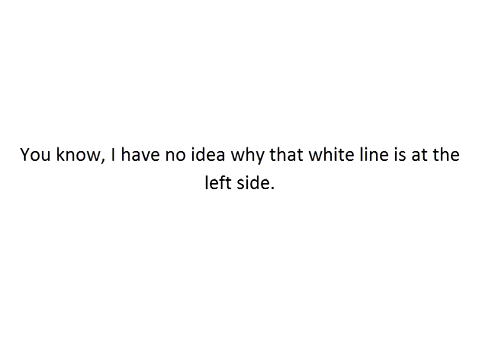 You know, I have no idea why that white line is at the
left side.